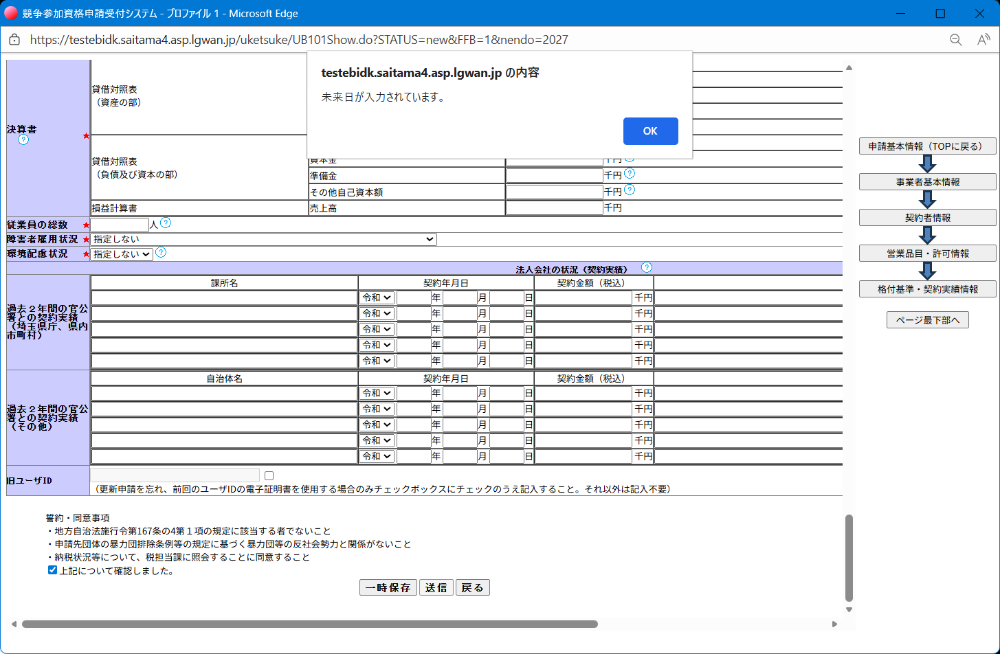 競争参加資格申請受付システム - プロファイル 1 - Microsoft Edge
https://testebidk.saitama4.asp.lgwan.jp/uketsuke/UB101Show.do?STATUS=new&FFB=1&nendo=2027
testebidk.saitama4.asp.lgwan.jp の内容
未来日が入力されています。
OK
決算書
?
★
貸借対照表
（資産の部）
貸借対照表
（負債及び資本の部）
資本金 千円 ?
準備金 千円 ?
その他自己資本額 千円 ?
損益計算書 売上高 千円
従業員の総数 ★ 人 ?
障害者雇用状況 ★ 指定しない
環境配慮状況 ★ 指定しない ?
法人会社の状況（契約実績） ?
過去２年間の官公
署との契約実績
（埼玉県庁、県内
市町村）
課所名 契約年月日 契約金額（税込）
令和 年 月 日 千円
令和 年 月 日 千円
令和 年 月 日 千円
令和 年 月 日 千円
令和 年 月 日 千円
過去２年間の官公
署との契約実績
（その他）
自治体名 契約年月日 契約金額（税込）
令和 年 月 日 千円
令和 年 月 日 千円
令和 年 月 日 千円
令和 年 月 日 千円
令和 年 月 日 千円
旧ユーザID
（更新申請を忘れ、前回のユーザIDの電子証明書を使用する場合のみチェックボックスにチェックのうえ記入すること。それ以外は記入不要）
誓約・同意事項
・地方自治法施行令第167条の4第１項の規定に該当する者でないこと
・申請先団体の暴力団排除条例等の規定に基づく暴力団等の反社会勢力と関係がないこと
・納税状況等について、税担当課に照会することに同意すること
上記について確認しました。
一時保存 送信 戻る
申請基本情報（TOPに戻る）
事業者基本情報
契約者情報
営業品目・許可情報
格付基準・契約実績情報
ページ最下部へ